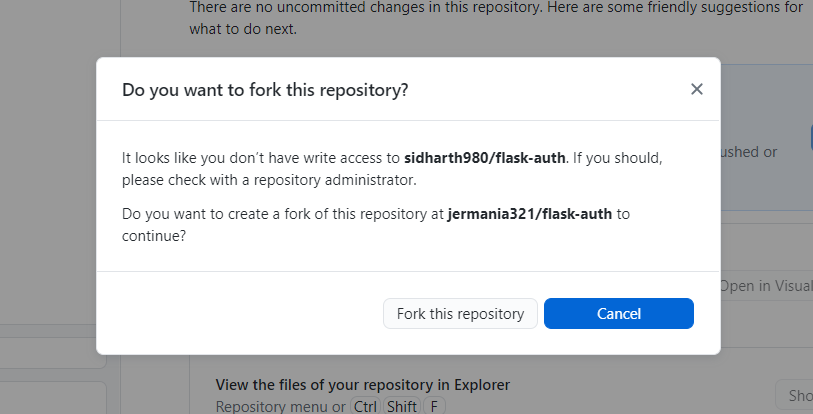 There are no uncommitted changes in this repository. Here are some friendly suggestions for
what to do next.
Do you want to fork this repository?
It looks like you don't have write access to sidharth980/flask-auth. If you should,
please check with a repository administrator.
Do you want to create a fork of this repository at jermania321/flask-auth to
continue?
Fork this repository
Cancel
ushed or
Open in Visual
View the files of your repository in Explorer
Repository menu or Ctrl Shift F
Sho